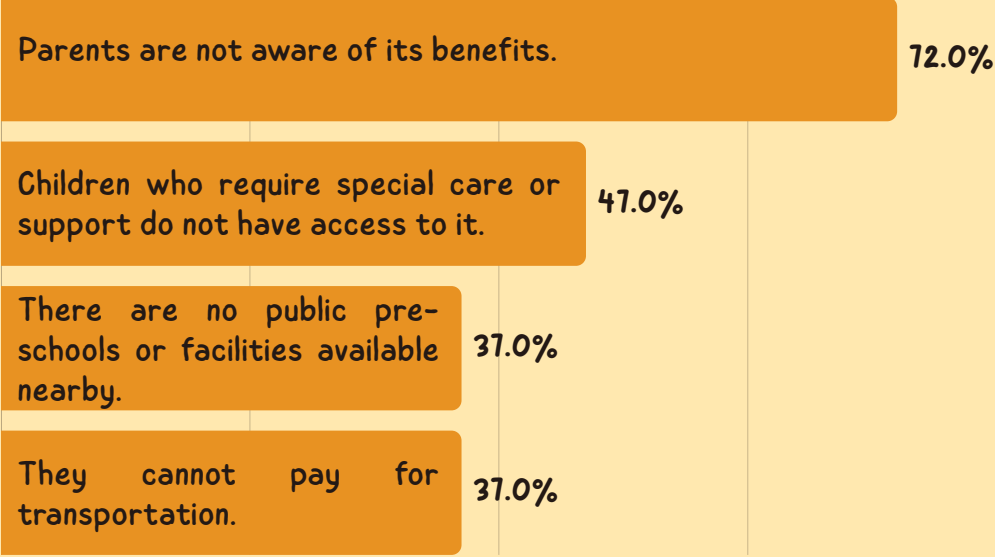 Parents are not aware of its benefits.
72.0%
Children who require special care or
support do not have access to it.
47.0%
There are no public pre-
schools or facilities available
nearby.
37.0%
They cannot pay for
transportation.
37.0%